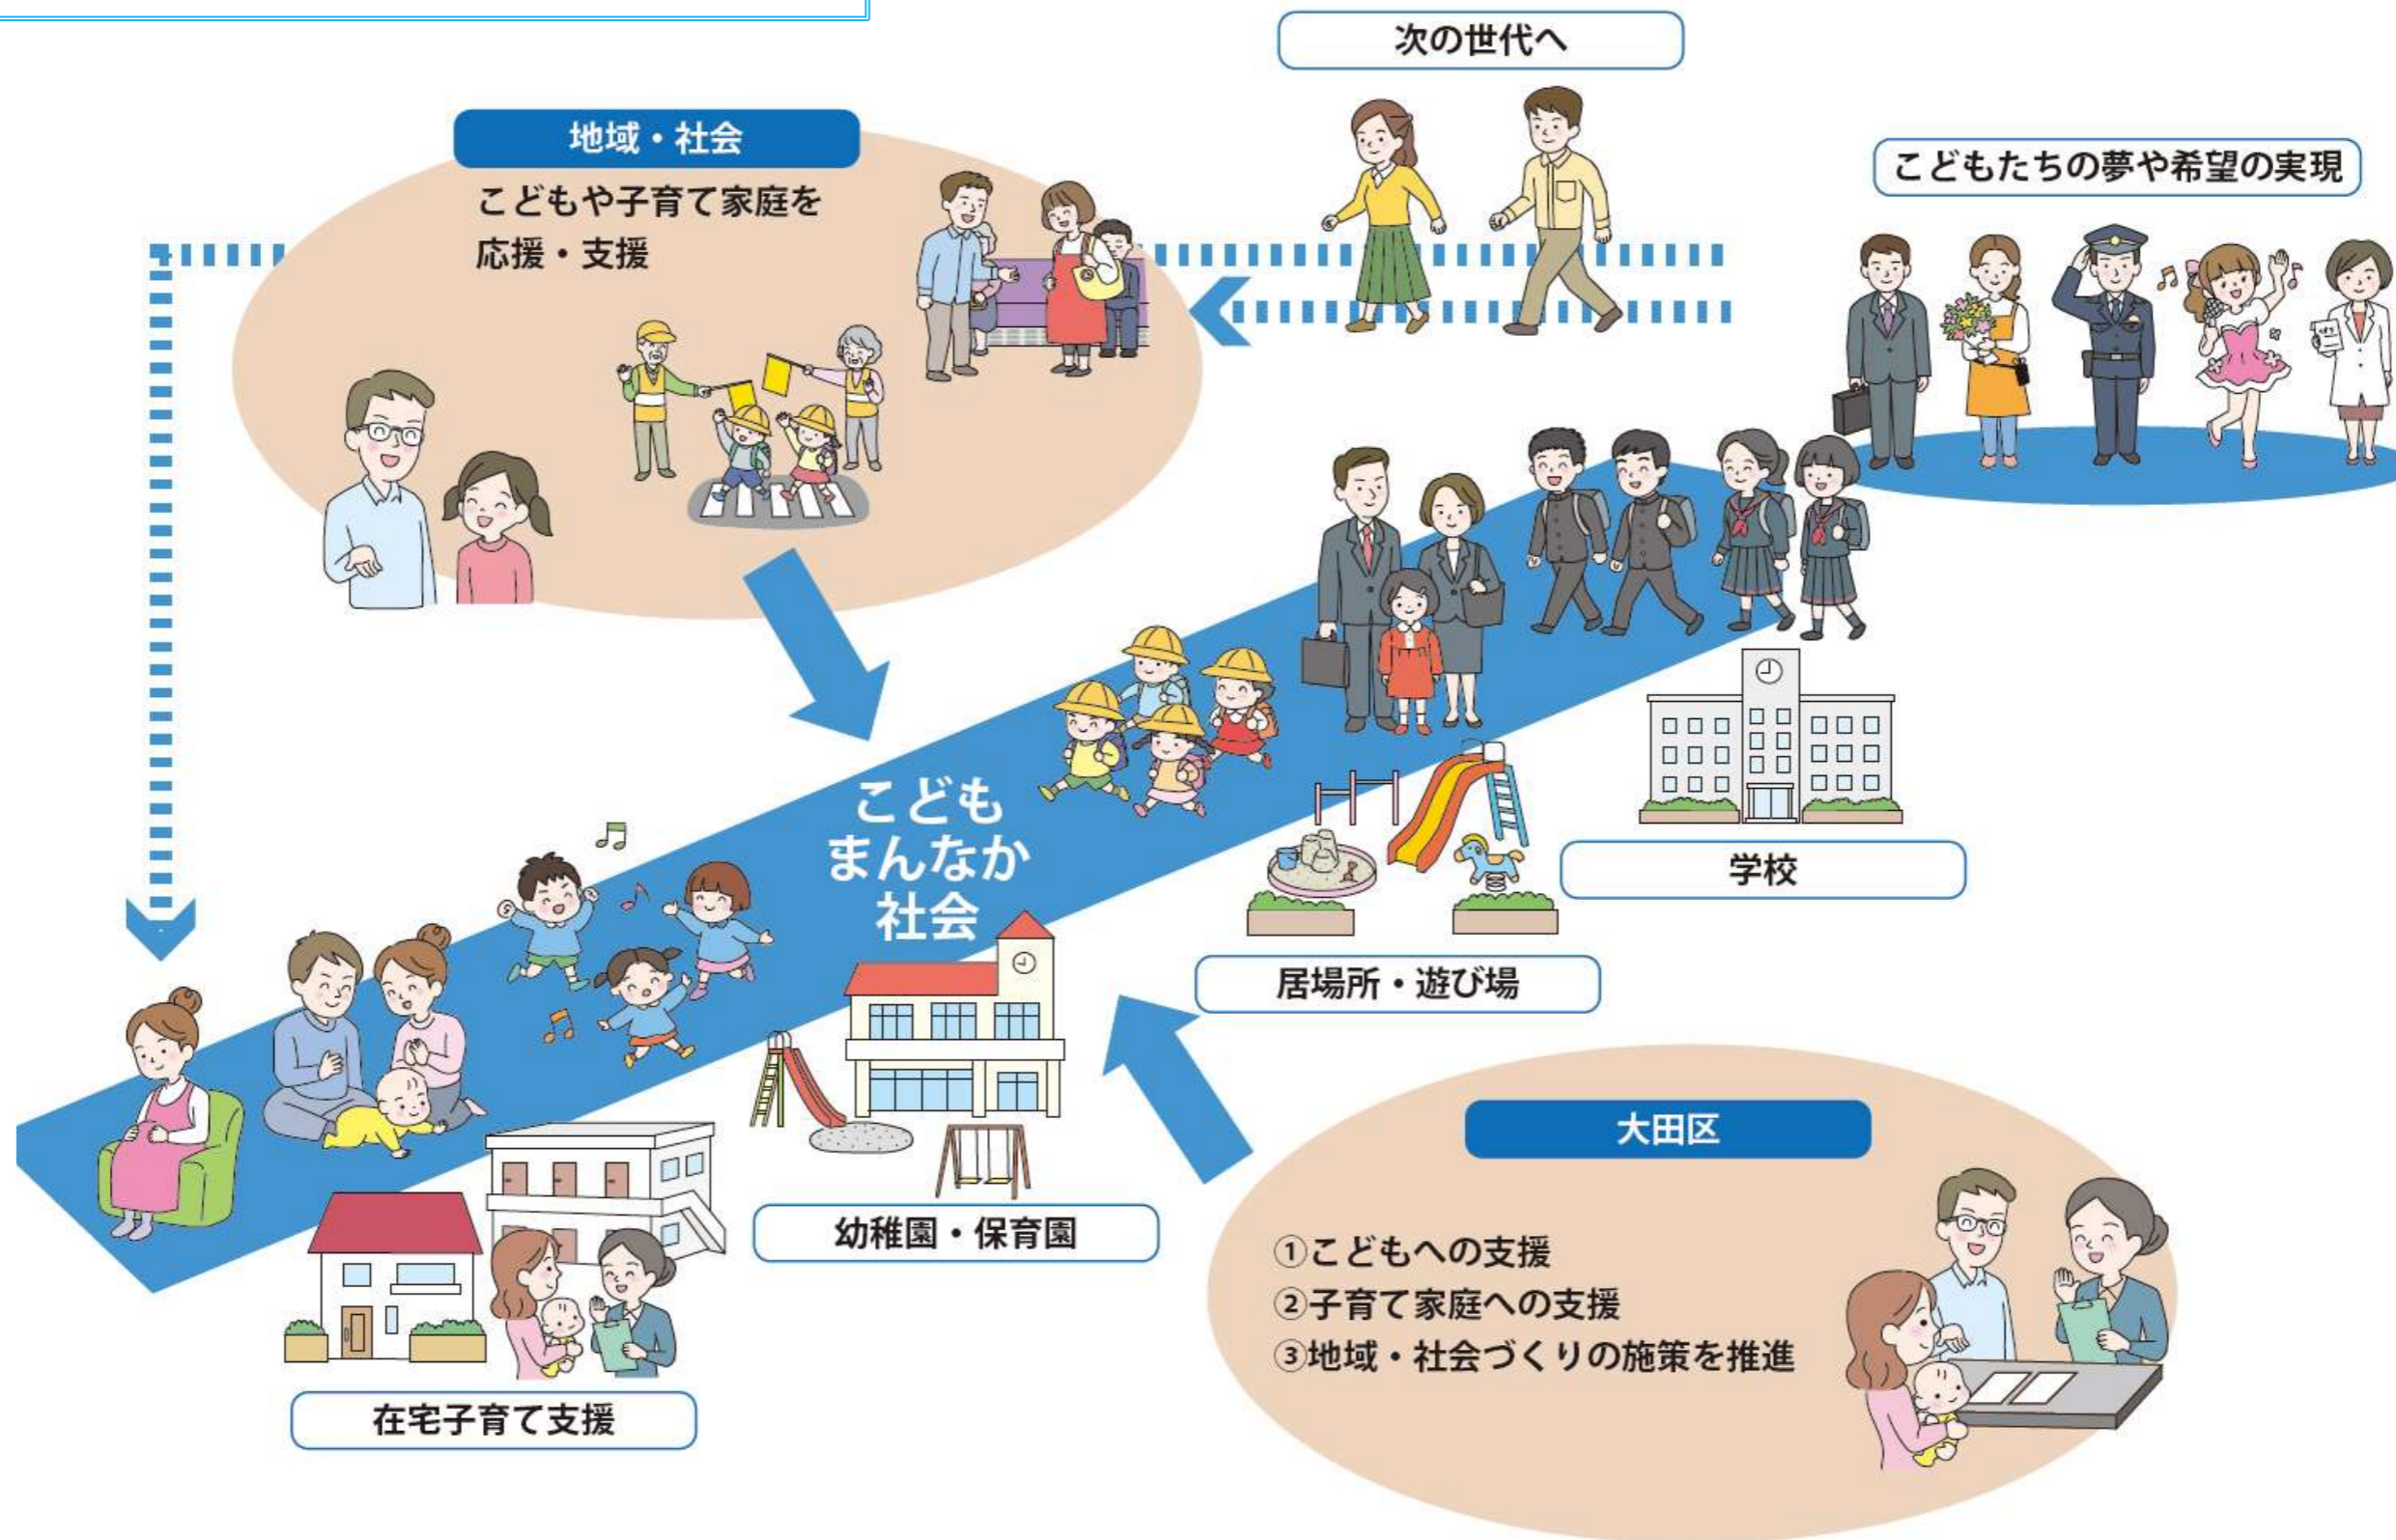 次の世代へ
地域・社会
こどもや子育て家庭を
応援・支援
こどもたちの夢や希望の実現
こども
まんなか
社会
学校
居場所・遊び場
幼稚園・保育園
在宅子育て支援
大田区
①こどもへの支援
②子育て家庭への支援
③地域・社会づくりの施策を推進